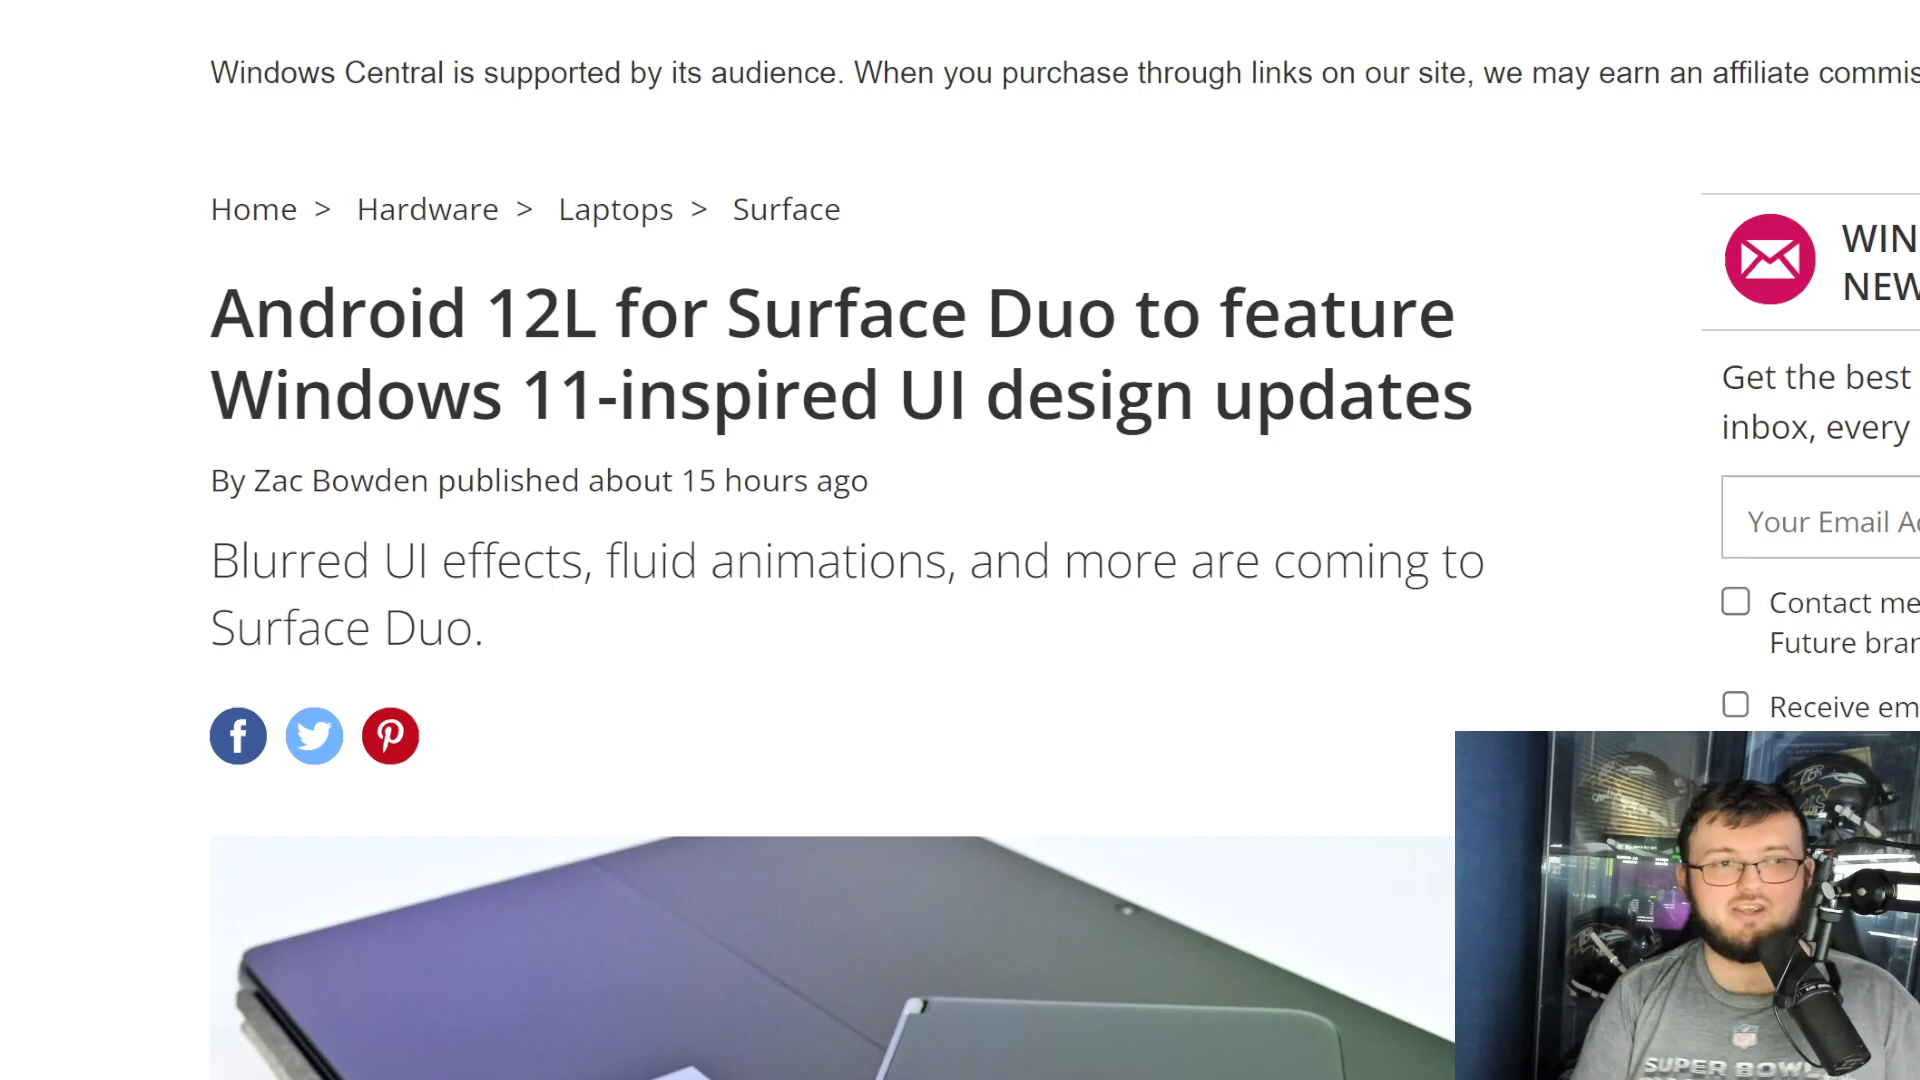 Windows Central is supported by its audience. When you purchase through links on our site, we may earn an affiliate
Home > Hardware > Laptops > Surface
Android 12L for Surface Duo to feature
Windows 11-inspired UI design updates
By Zac Bowden published about 15 hours ago
Blurred UI effects, fluid animations, and more are coming to
Surface Duo.
WIN
NEW
Get the best
inbox, every
Your Email
Contact me
Future
Receive
SUPER BOWL